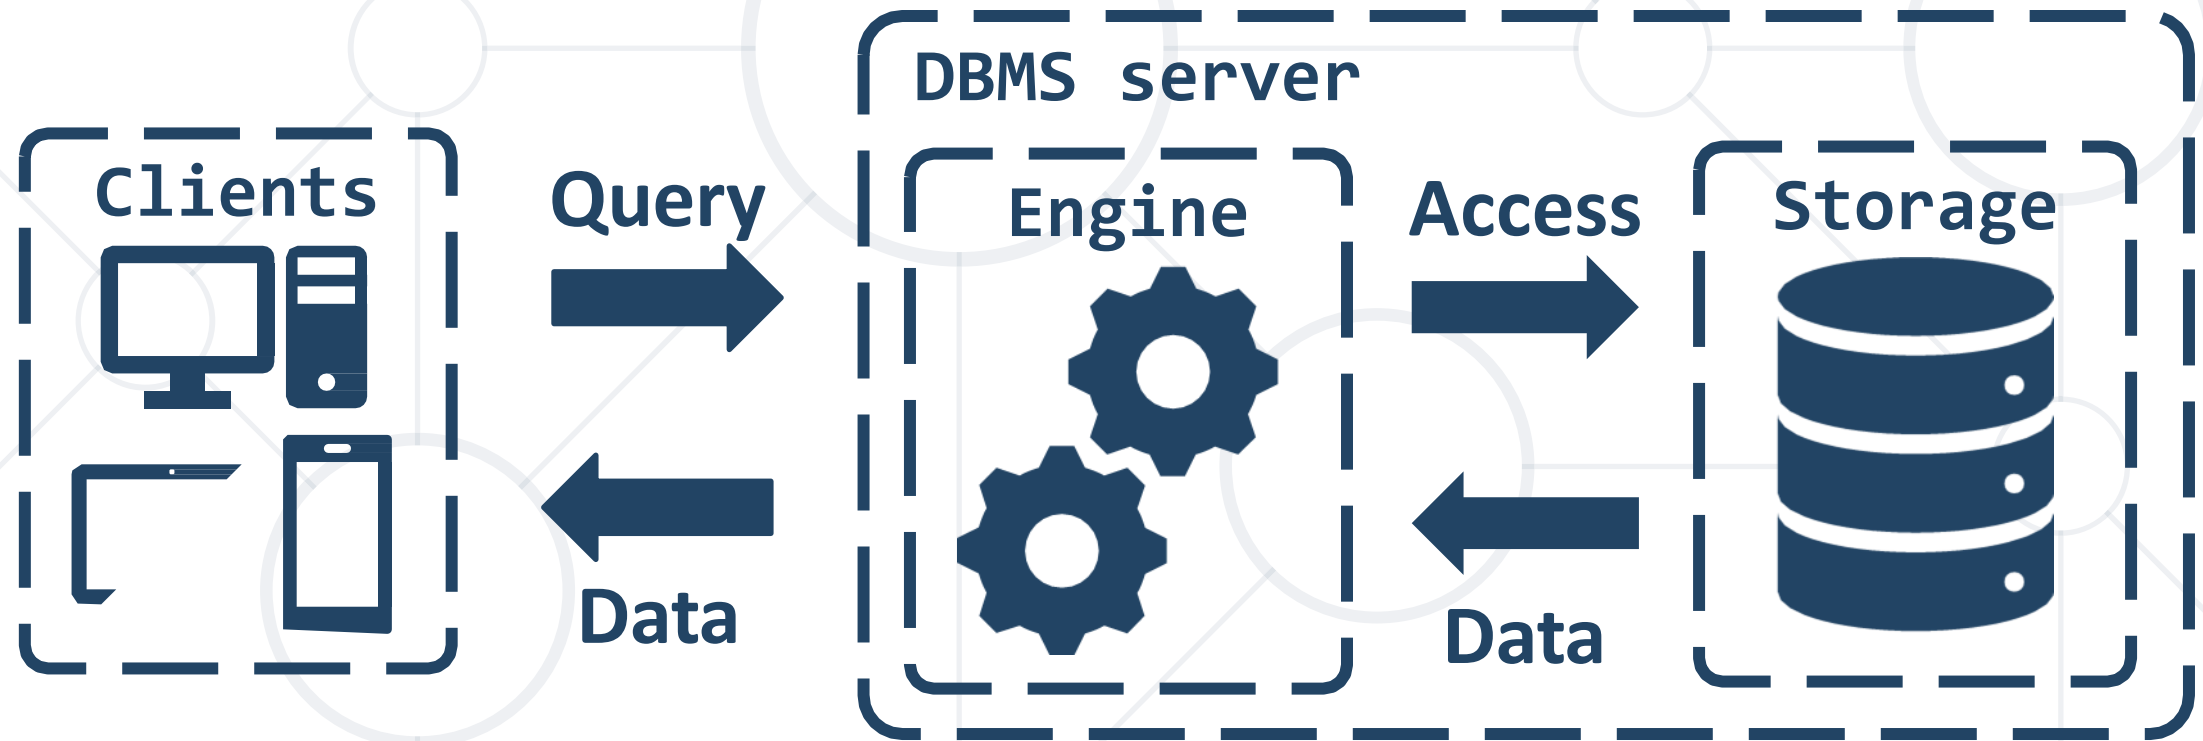 DBMS server
Clients
Query
Engine
Access
Storage
Data
Data